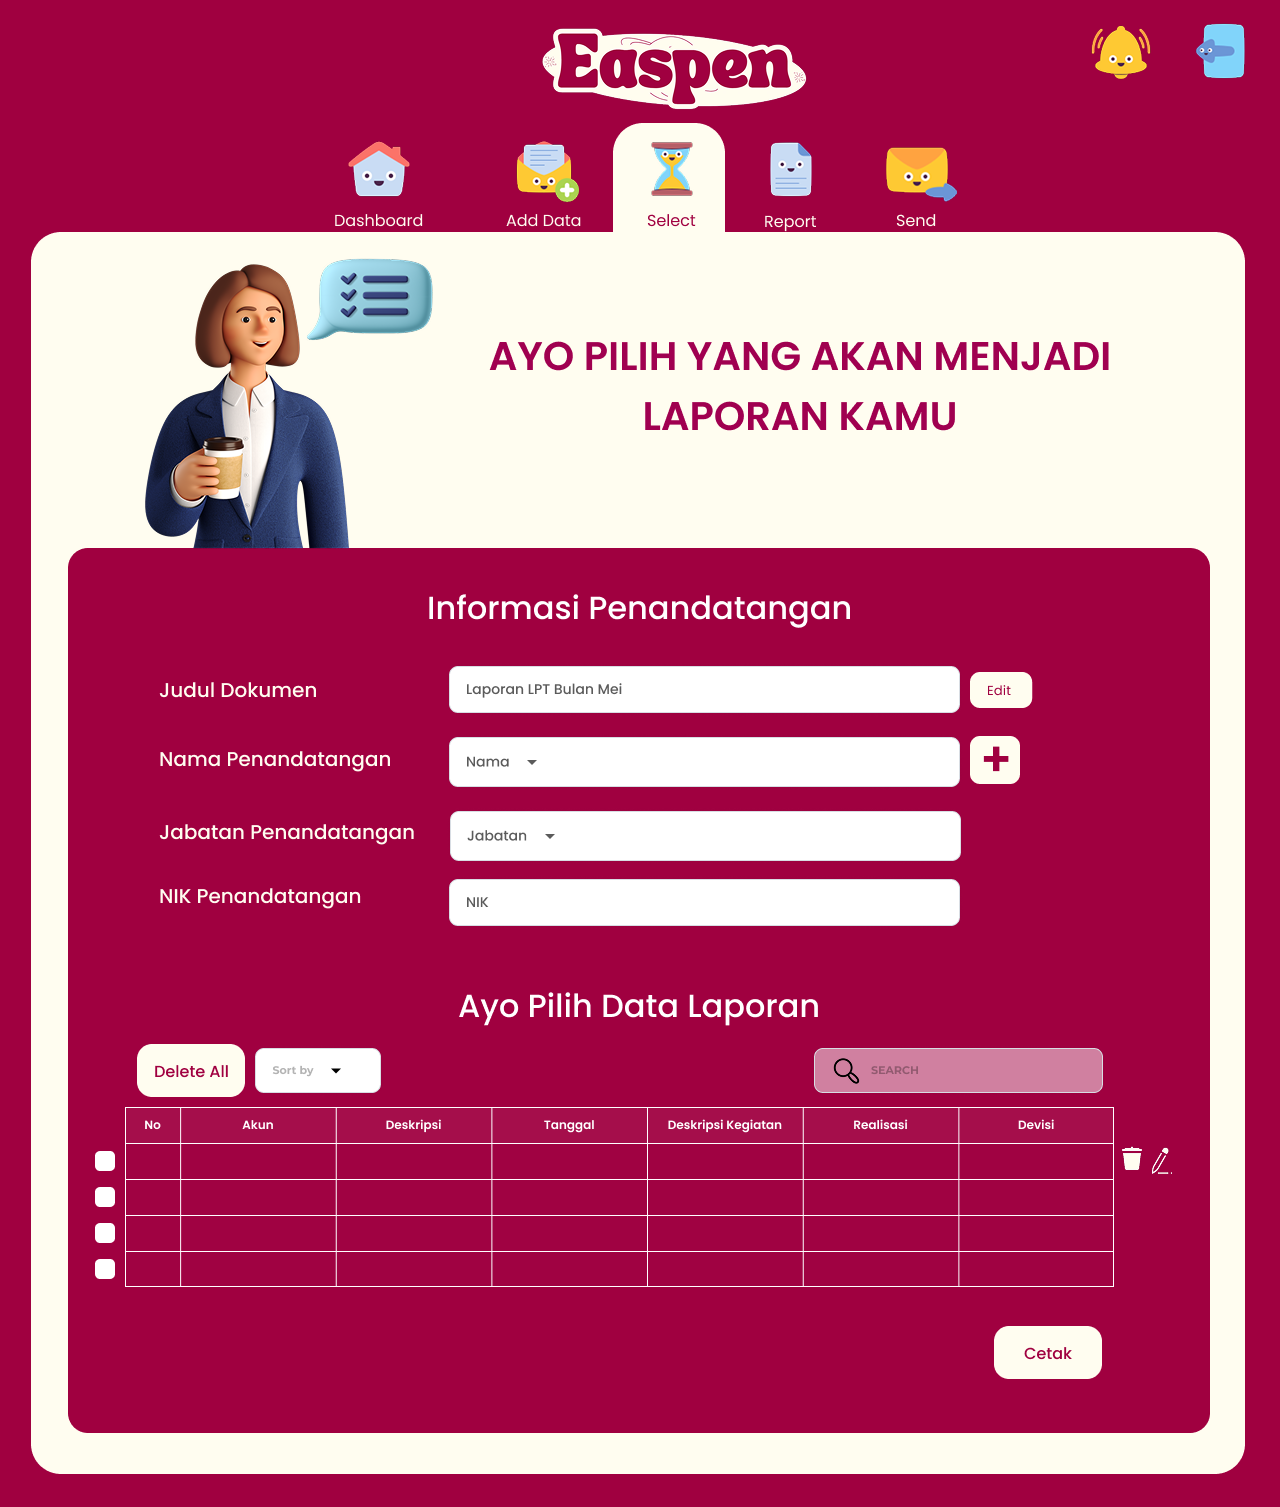 Easpen
Dashboard
Add Data
Select
Report
Send
AYO PILIH YANG AKAN MENJADI
LAPORAN KAMU
Informasi Penandatangan
Judul Dokumen
Laporan LPT Bulan Mei
Edit
Nama Penandatangan
Nama
Jabatan Penandatangan
Jabatan
NIK Penandatangan
NIK
Ayo Pilih Data Laporan
Delete All
Sort by
SEARCH
No Akun Deskripsi Tanggal Deskripsi Kegiatan Realisasi Devisi
Cetak